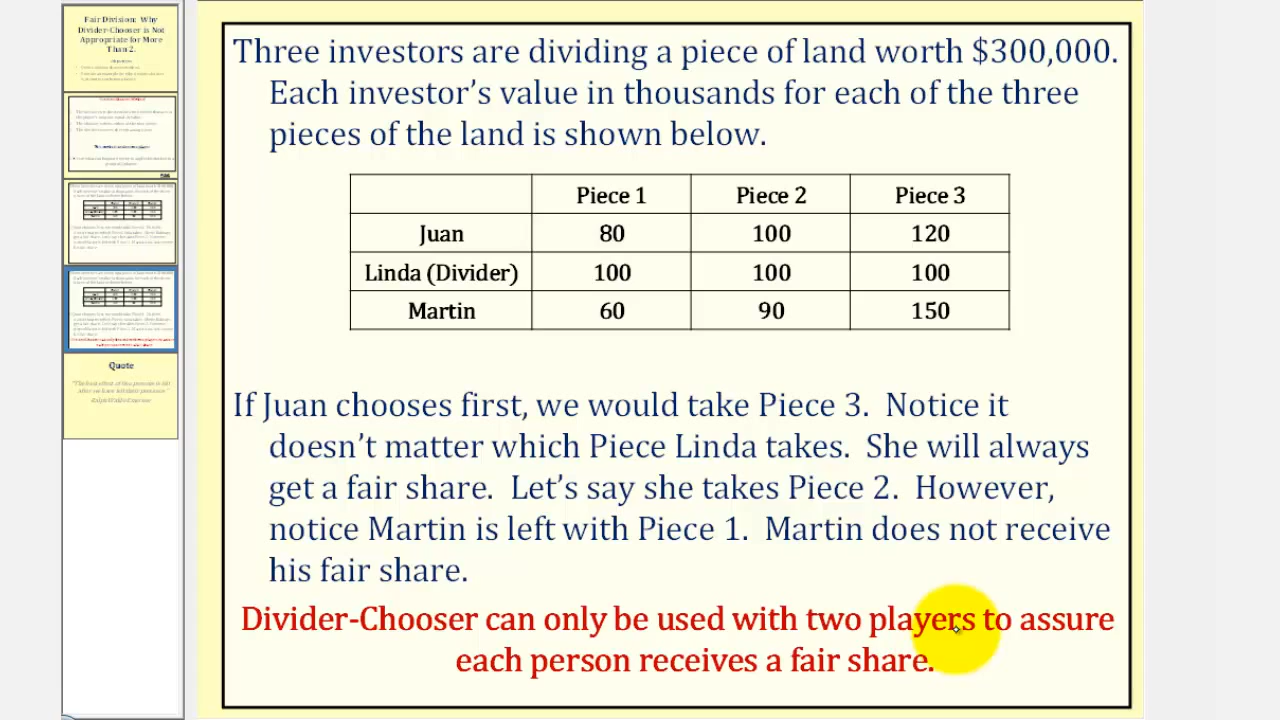 Fair Division: Why
Divider-Chooser is Not
Appropriate for More
Than 2.
Quote
Three investors are dividing a piece of land worth $300,000.
Each investor's value in thousands for each of the three
pieces of the land is shown below.
Piece 1 Piece 2 Piece 3
Juan 80 100 120
Linda (Divider) 100 100 100
Martin 60 90 150
If Juan chooses first, we would take Piece 3. Notice it
doesn't matter which Piece Linda takes. She will always
get a fair share. Let's say she takes Piece 2. However,
notice Martin is left with Piece 1. Martin does not receive
his fair share.
Divider-Chooser can only be used with two players to assure
each person receives a fair share.